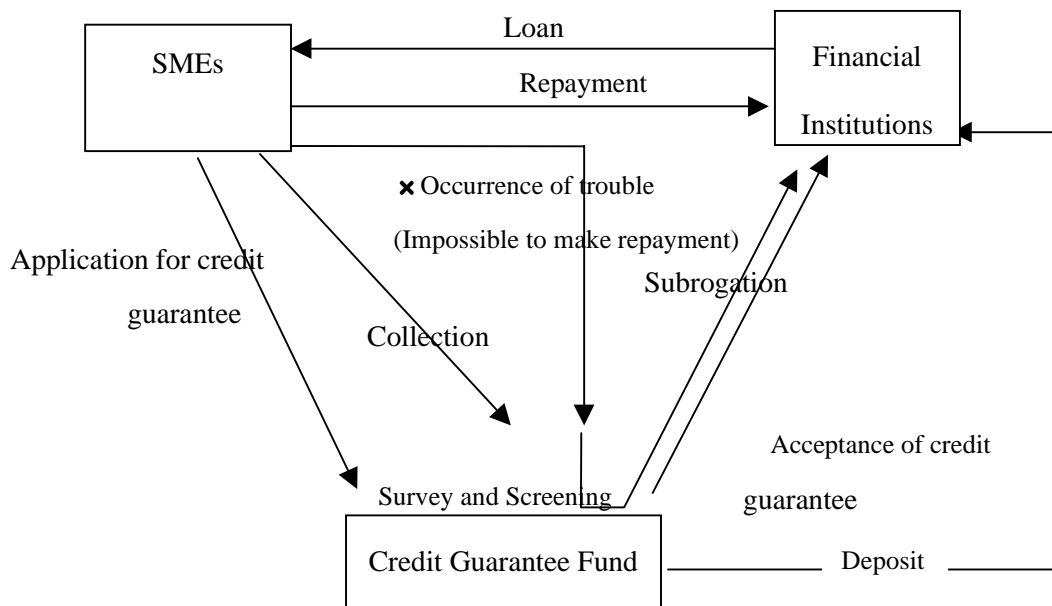 Loan
SMEs
Financial
Repayment
Institutions
× Occurrence of trouble
(Impossible to make repayment)
Application for credit
guarantee
Subrogation
Collection
Acceptance of credit
guarantee
Survey and Screening
Credit Guarantee Fund
Deposit